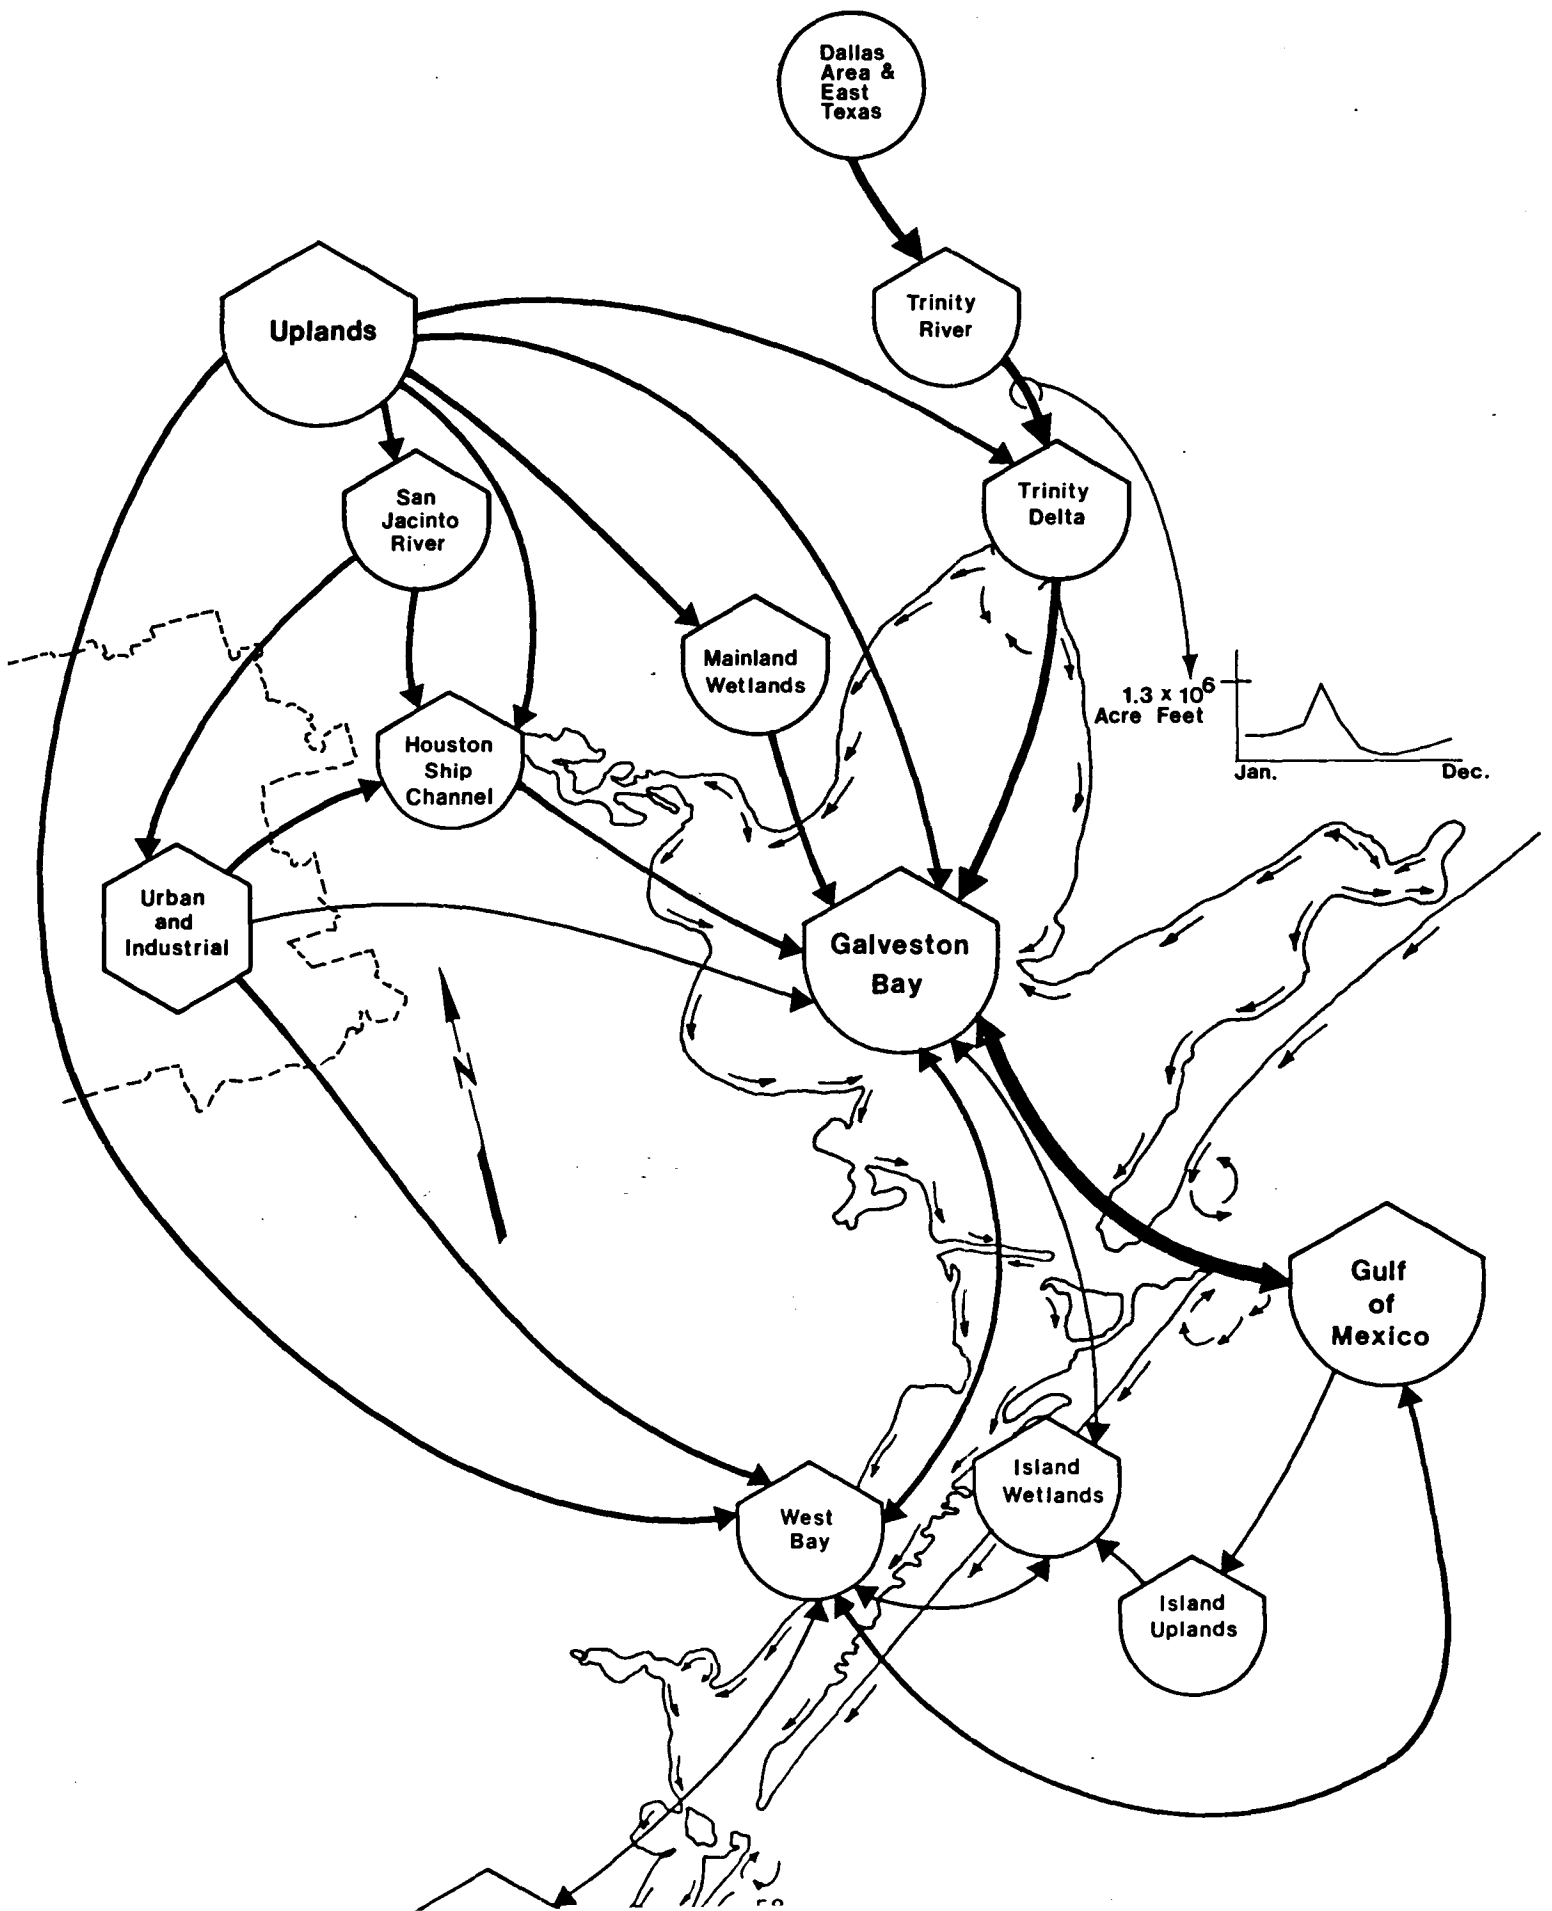 Dallas
Area &
East
Texas
Trinity
River
Uplands
San
Jacinto
River
Trinity
Delta
Mainland
Wetlands
1.3 x 10⁶
Acre Feet
Jan.
Dec.
Houston
Ship
Channel
Urban
and
Industrial
Galveston
Bay
N
Gulf
of
Mexico
Island
Wetlands
West
Bay
Island
Uplands